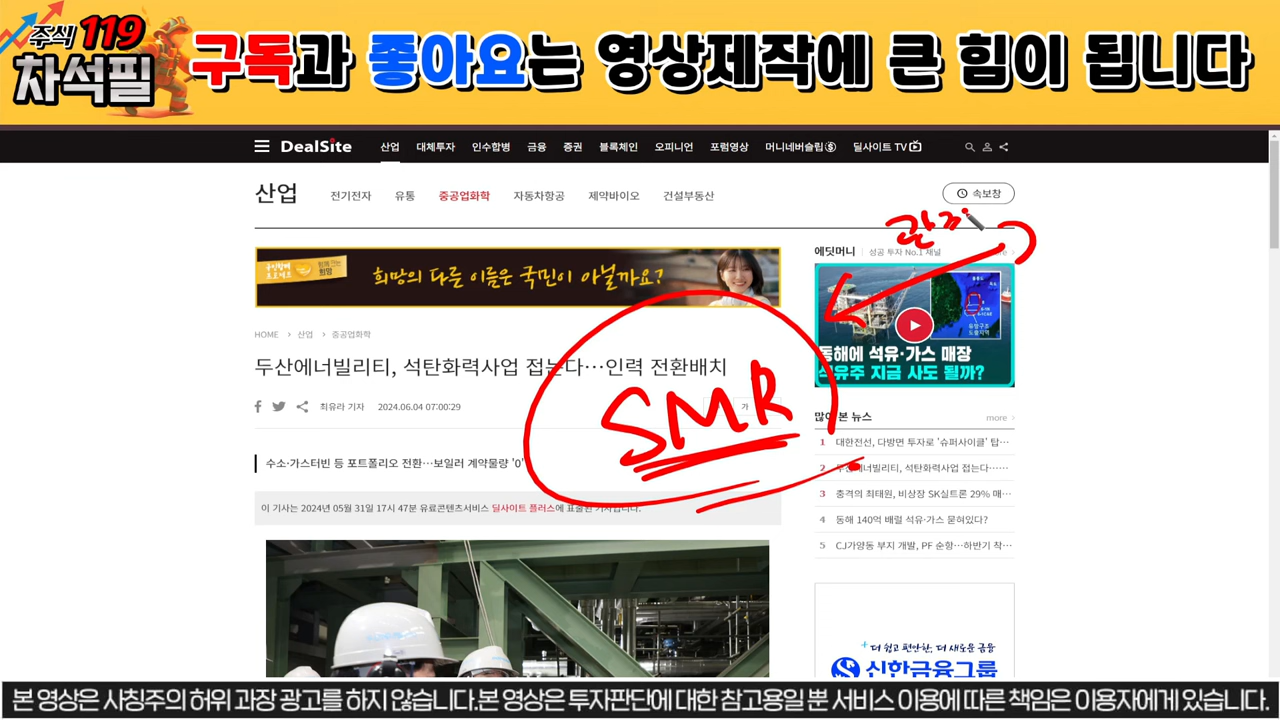 주식 119
차석필
구독과 좋아요는 영상제작에 큰 힘이 됩니다
DealSite 산업 대체투자 인수합병 금융 증권 블록체인 오피니언 포럼영상 머니네버슬립 딜사이트 TV
산업 전기전자 유통 중공업화학 자동차항공 제약바이오 건설부동산
속보창
희망의 다른 이름은 국민이 아닐까요?
HOME > 산업 > 중공업화학
두산에너빌리티, 석탄화력사업 접는다…인력 전환배치
최유라 기자 2024.06.04 07:00:29
가
SMR
수소·가스터빈 등 포트폴리오 전환…보일러 계약물량 '0'
이 기사는 2024년 05월 31일 17시 47분 유료콘텐츠서비스 딜사이트 플러스에 표출된 기사입니다.
에딧머니 성공 투자 No.1 채널
동해에 석유·가스 매장
석유주 지금 사도 될까?
많이 본 뉴스 more
1 대한전선, 다방면 투자로 '슈퍼사이클' 탑…
2 두산에너빌리티, 석탄화력사업 접는다…
3 충격의 최태원, 비상장 SK실트론 29% 매…
4 동해 140억 배럴 석유·가스 묻혀있다?
5 CJ가양동 부지 개발, PF 순항…하반기 착…
더 쉽고 편안한, 더 새로운 금융
신한금융그룹
본 영상은 사칭주의 허위 과장 광고를 하지 않습니다.본 영상은 투자판단에 대한 참고용일 뿐 서비스 이용에 따른 책임은 이용자에게 있습니다.